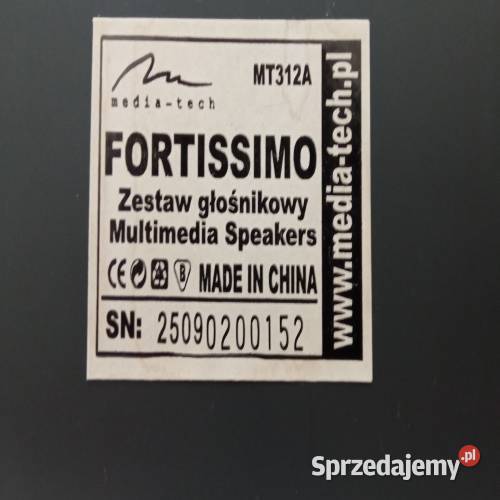 media-tech
MT312A
FORTISSIMO
Zestaw głośnikowy
Multimedia Speakers
CE B MADE IN CHINA
SN: 25090200152
www.media-tech.pl
Sprzedajemy.pl